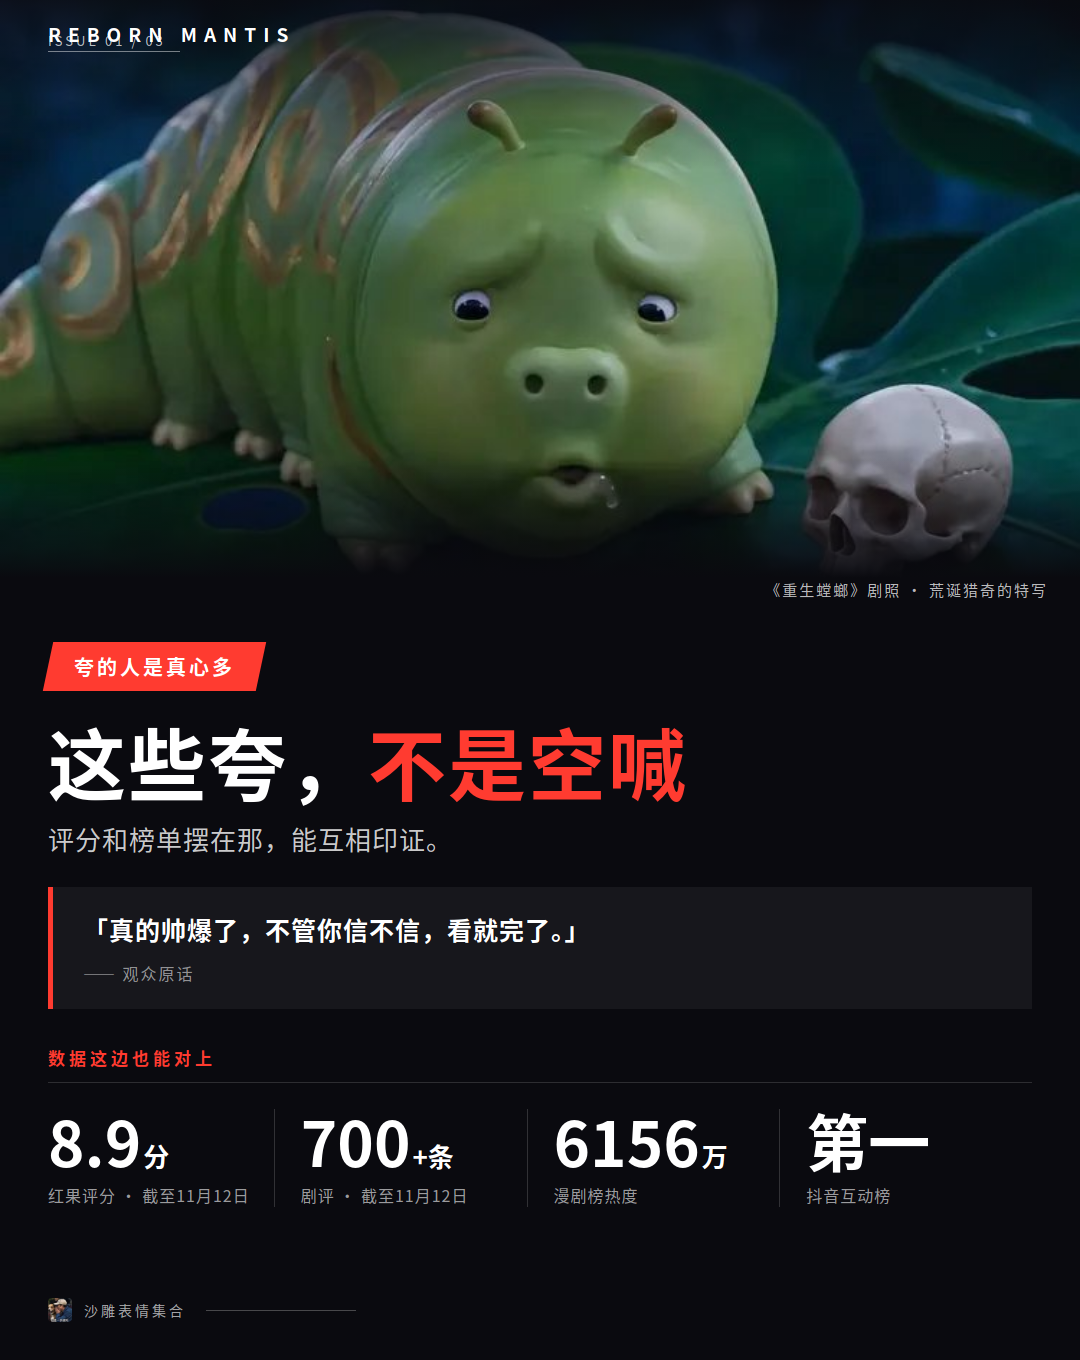 REBORN MANTIS
ISSUE 01 / 03
《重生螳螂》剧照 · 荒诞猎奇的特写
夸的人是真心多
这些夸，不是空喊
评分和榜单摆在那，能互相印证。
「真的帅爆了，不管你信不信，看就完了。」
—— 观众原话
数据这边也能对上
8.9分
红果评分 · 截至11月12日
700+条
剧评 · 截至11月12日
6156万
漫剧榜热度
第一
抖音互动榜
沙雕表情集合